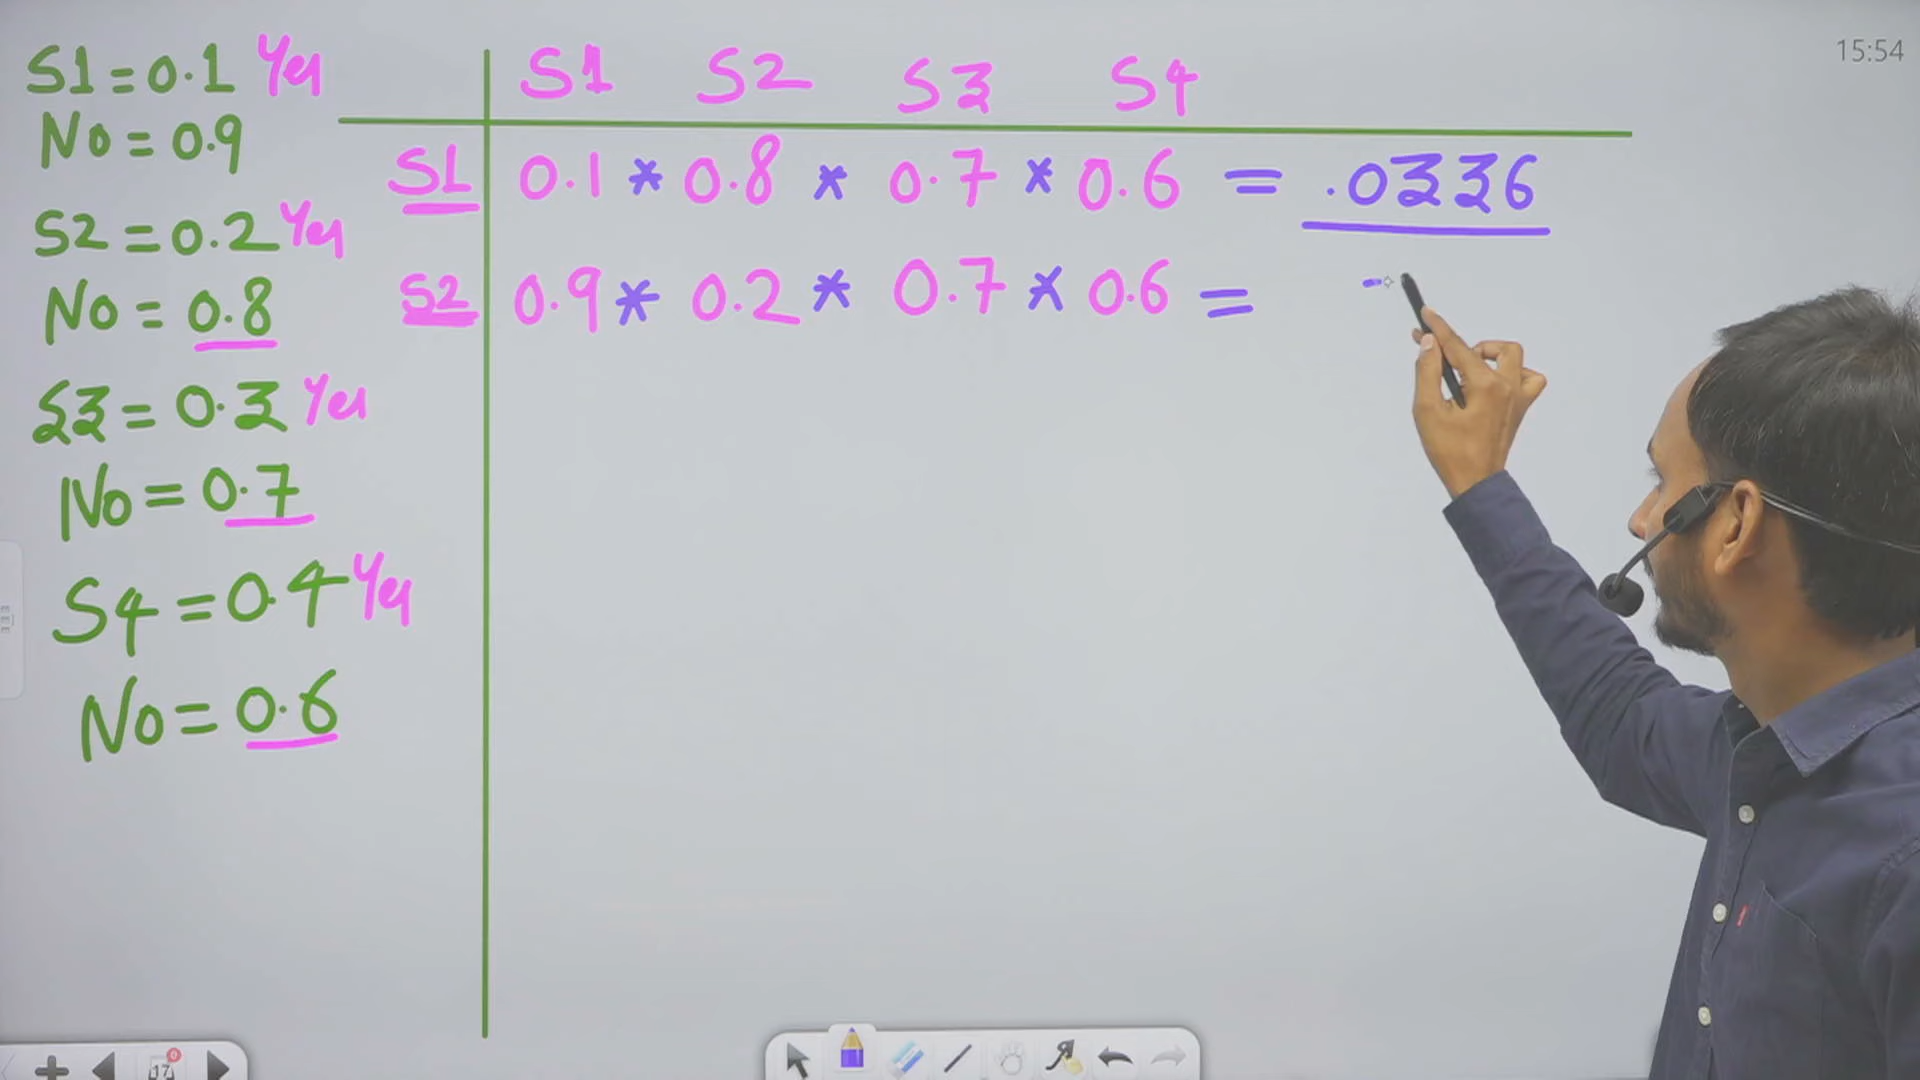 S1 = 0.1 Yes
No = 0.9
S2 = 0.2 Yes
No = 0.8
S3 = 0.3 Yes
No = 0.7
S4 = 0.4 Yes
No = 0.6
S1 S2 S3 S4
S1 0.1 * 0.8 * 0.7 * 0.6 = .0336
S2 0.9 * 0.2 * 0.7 * 0.6 =
15:54
17
0